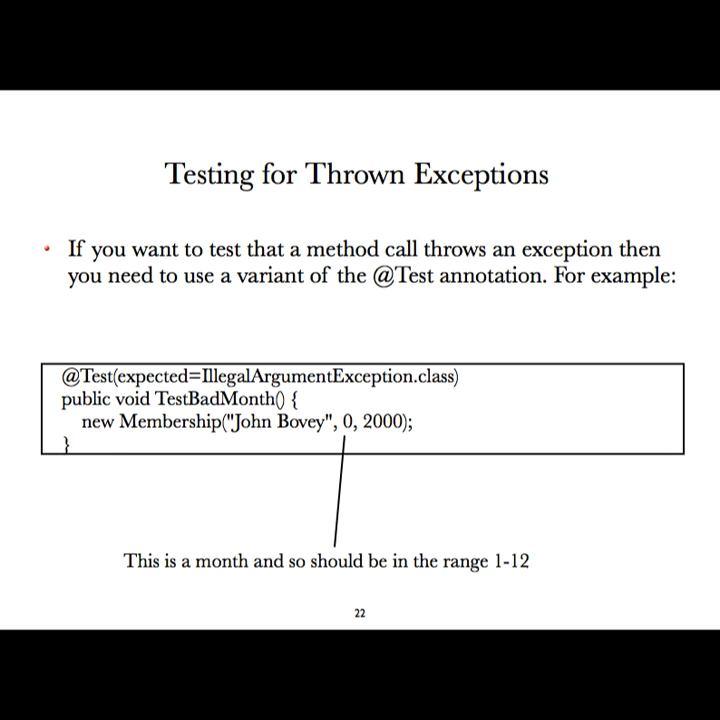 Testing for Thrown Exceptions
• If you want to test that a method call throws an exception then
you need to use a variant of the @Test annotation. For example:
@Test(expected=IllegalArgumentException.class)
public void TestBadMonth() {
new Membership("John Bovey", 0, 2000);
}
This is a month and so should be in the range 1-12
22